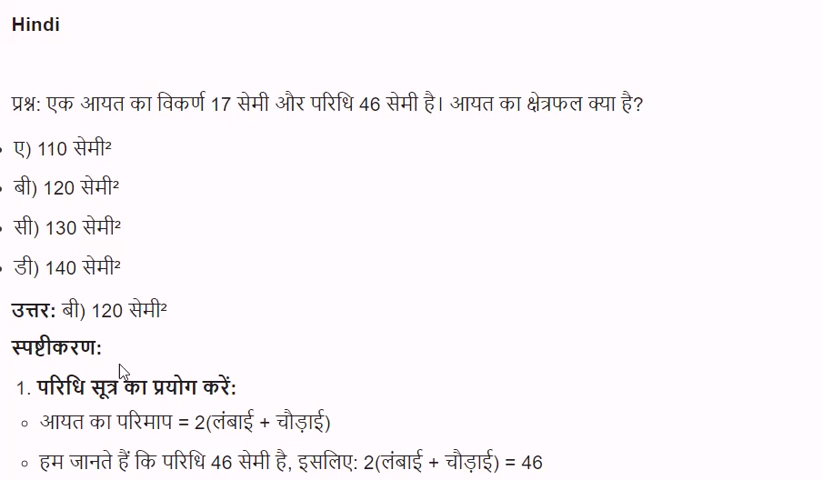 Hindi
प्रश्न: एक आयत का विकर्ण 17 सेमी और परिधि 46 सेमी है। आयत का क्षेत्रफल क्या है?
ए) 110 सेमी²
बी) 120 सेमी²
सी) 130 सेमी²
डी) 140 सेमी²
उत्तर: बी) 120 सेमी²
स्पष्टीकरण:
1. परिधि सूत्र का प्रयोग करें:
आयत का परिमाप = 2(लंबाई + चौड़ाई)
हम जानते हैं कि परिधि 46 सेमी है, इसलिए: 2(लंबाई + चौड़ाई) = 46